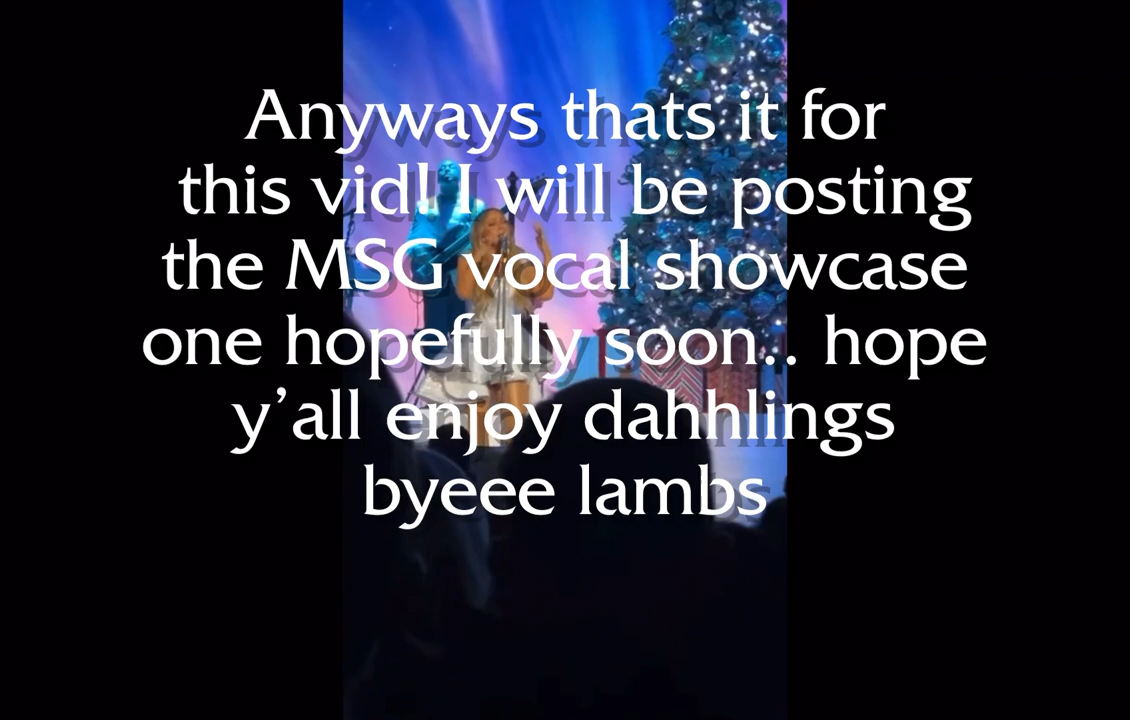 Anyways thats it for
this vid! I will be posting
the MSG vocal showcase
one hopefully soon.. hope
y’all enjoy dahhlings
byeee lambs